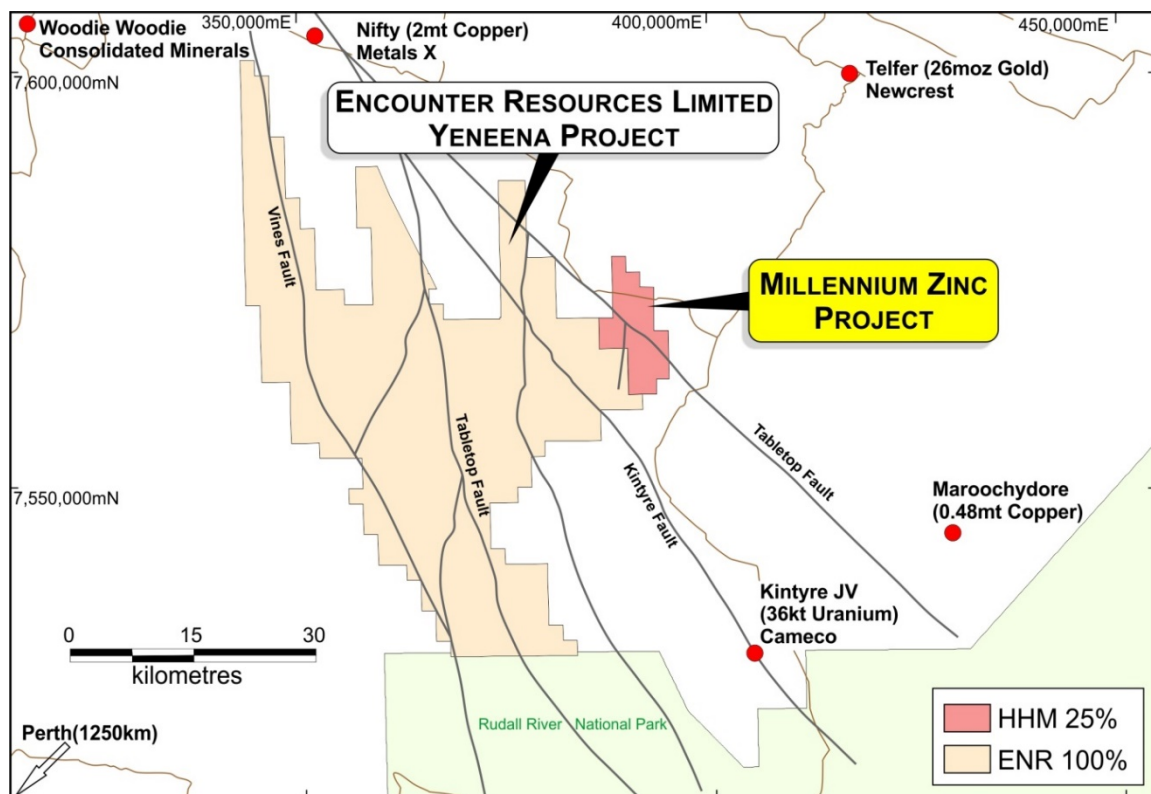 Woodie Woodie
Consolidated Minerals
350,000mE
Nifty (2mt Copper)
Metals X
400,000mE
450,000mE
7,600,000mN
Telfer (26moz Gold)
Newcrest
ENCOUNTER RESOURCES LIMITED
YENEENA PROJECT
Vines Fault
MILLENNIUM ZINC
PROJECT
Tabletop Fault
Kintyre Fault
Tabletop Fault
7,550,000mN
Maroochydore
(0.48mt Copper)
Kintyre JV
(36kt Uranium)
Cameco
0 15 30
kilometres
Rudall River National Park
Perth(1250km)
HHM 25%
ENR 100%